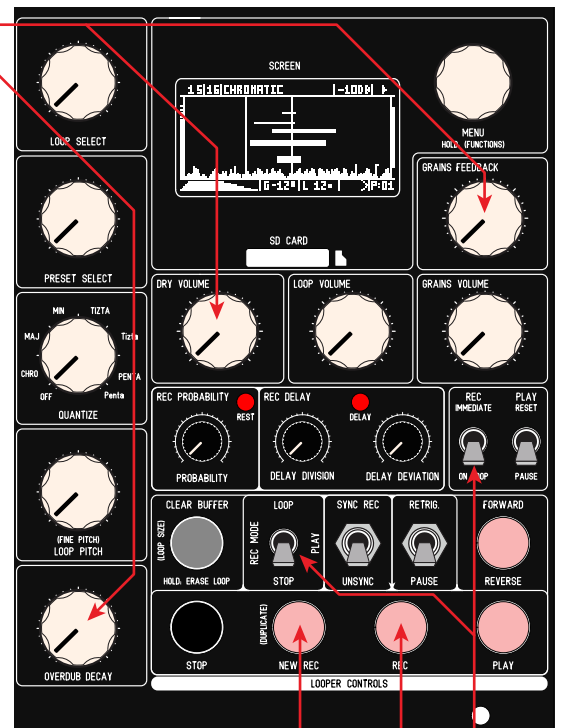 SCREEN
15|16|CHROMATIC
LOOP SELECT
MENU
HOLD: (FUNCTIONS)
GRAINS FEEDBACK
|G-12
|L 12
P:01
SD CARD
PRESET SELECT
DRY VOLUME
LOOP VOLUME
GRAINS VOLUME
MIN
TIZTA
MAJ
Tizta
CHRO
PENTA
OFF
Penta
QUANTIZE
REC PROBABILITY
REST
PROBABILITY
REC DELAY
DELAY
DELAY DIVISION
DELAY DEVIATION
REC
IMMEDIATE
PLAY
RESET
PAUSE
(FINE PITCH)
LOOP PITCH
CLEAR BUFFER
(LOOP SIZE)
HOLD: ERASE LOOP
LOOP
REC MODE
PLAY
STOP
SYNC REC
UNSYNC
RETRIG.
PAUSE
FORWARD
REVERSE
OVERDUB DECAY
STOP
(DUPLICATE)
NEW REC
REC
PLAY
LOOPER CONTROLS